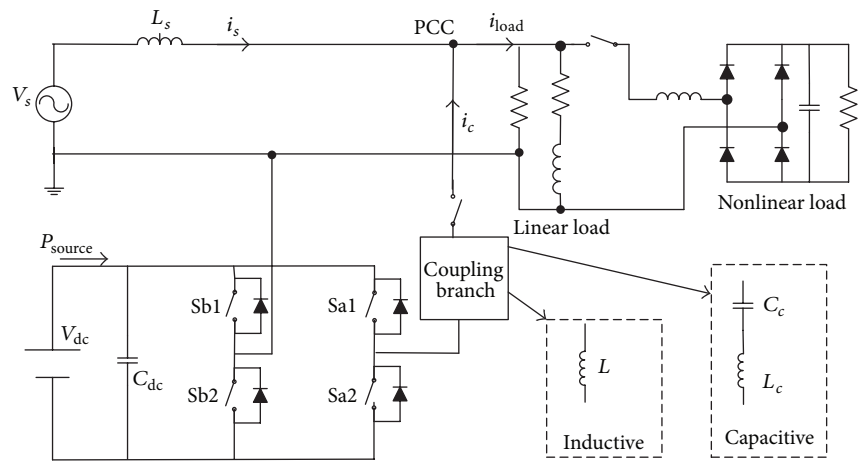 L_s
i_s
PCC
i_load
V_s
i_c
Linear load
Nonlinear load
P_source
Coupling
branch
Sb1
Sa1
V_dc
C_dc
Sb2
Sa2
L
Inductive
C_c
L_c
Capacitive